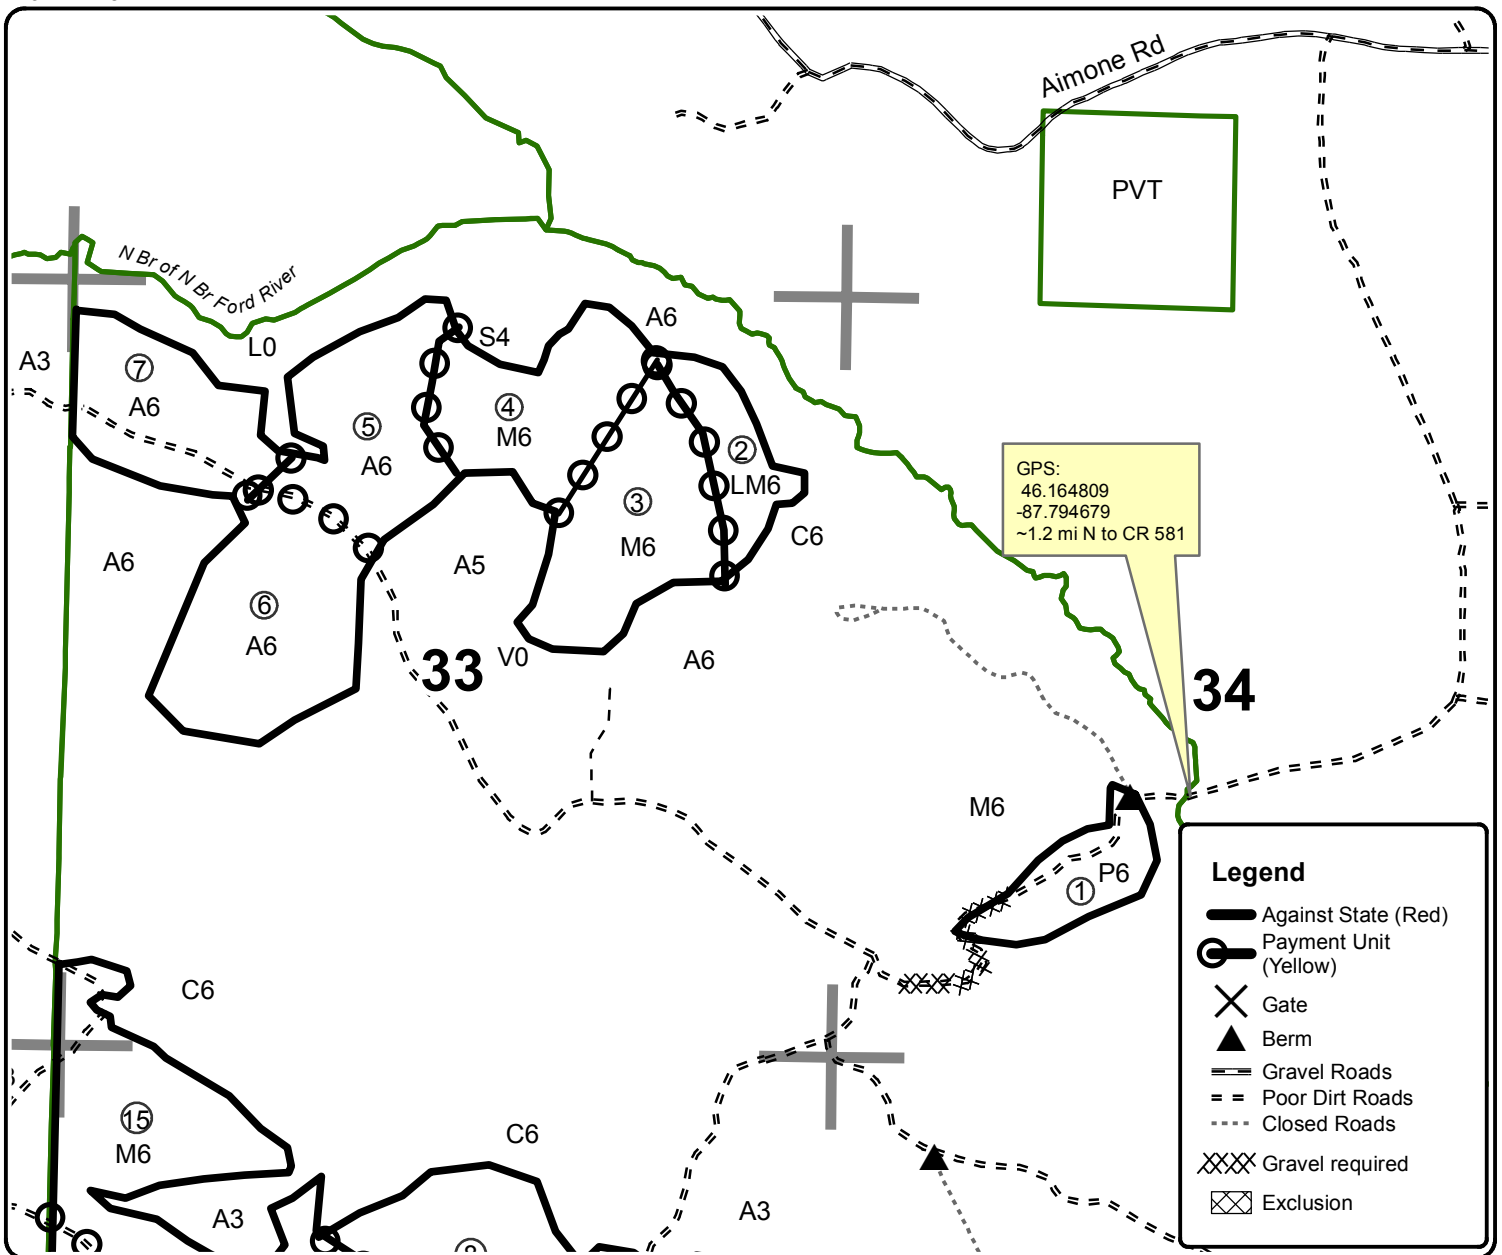 Aimone Rd
PVT
N Br of N Br Ford River
L0
S4
A6
A3
7
A6
5
A6
4
M6
2
LM6
3
M6
C6
GPS:
46.164809
-87.794679
~1.2 mi N to CR 581
A6
A5
6
A6
V0
A6
33
34
M6
P6
1
C6
15
M6
C6
A3
A3
8
Legend
Against State (Red)
Payment Unit
(Yellow)
Gate
Berm
Gravel Roads
Poor Dirt Roads
Closed Roads
Gravel required
Exclusion